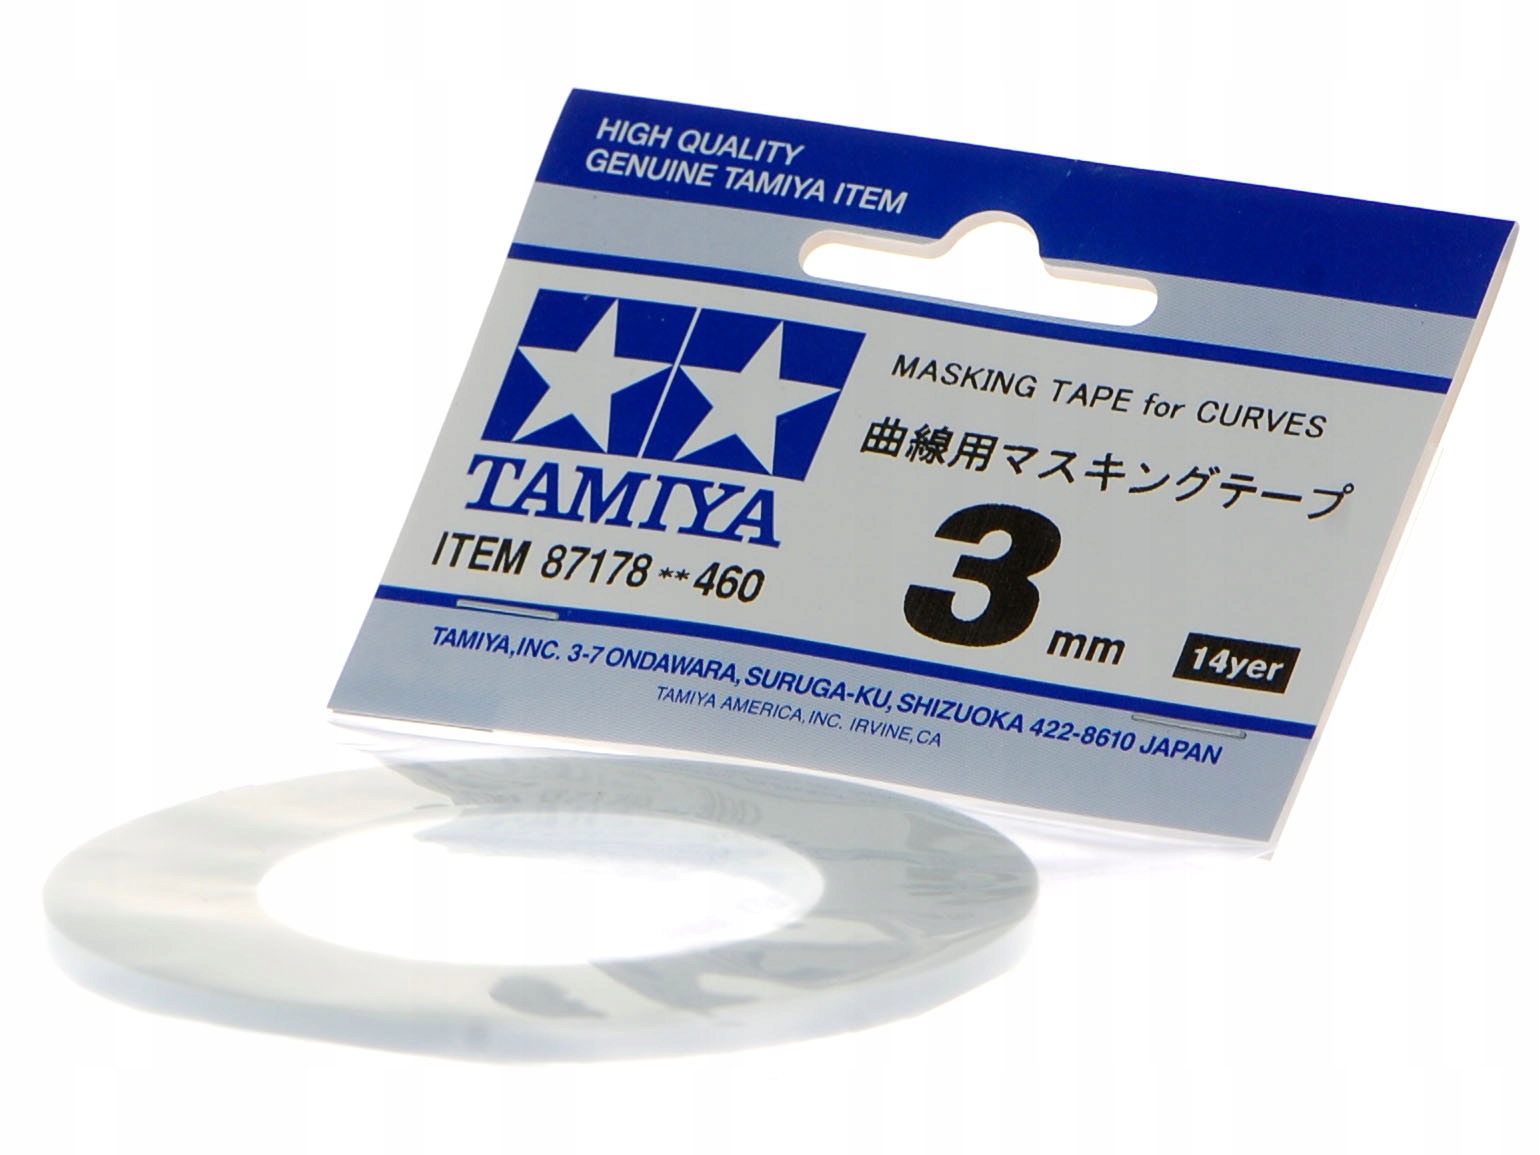 HIGH QUALITY
GENUINE TAMIYA ITEM
TAMIYA
ITEM 87178**460
MASKING TAPE for CURVES
曲線用マスキングテープ
3 mm
14yer
TAMIYA,INC. 3-7 ONDAWARA, SURUGA-KU, SHIZUOKA 422-8610 JAPAN
TAMIYA AMERICA, INC. IRVINE, CA